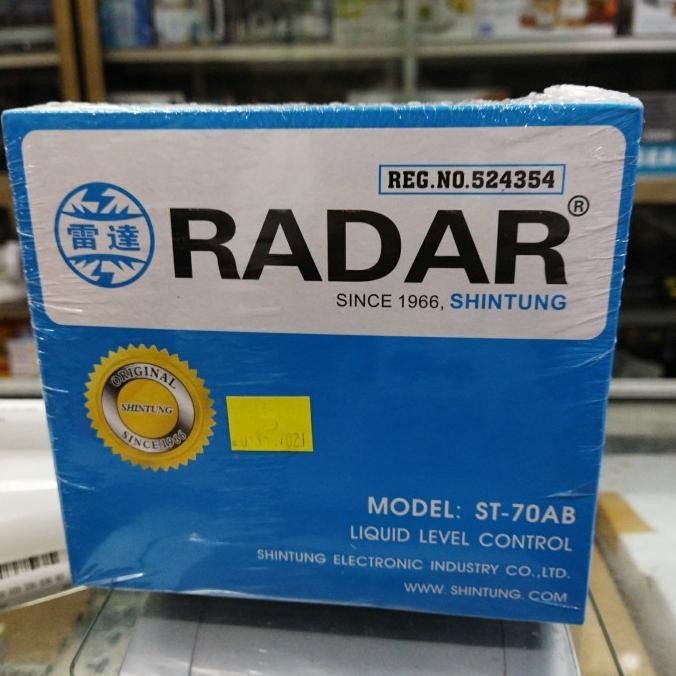 REG.NO.524354
雷達
RADAR®
SINCE 1966, SHINTUNG
ORIGINAL
SHINTUNG
SINCE 1966
MODEL: ST-70AB
LIQUID LEVEL CONTROL
SHINTUNG ELECTRONIC INDUSTRY CO.,LTD.
WWW. SHINTUNG. COM